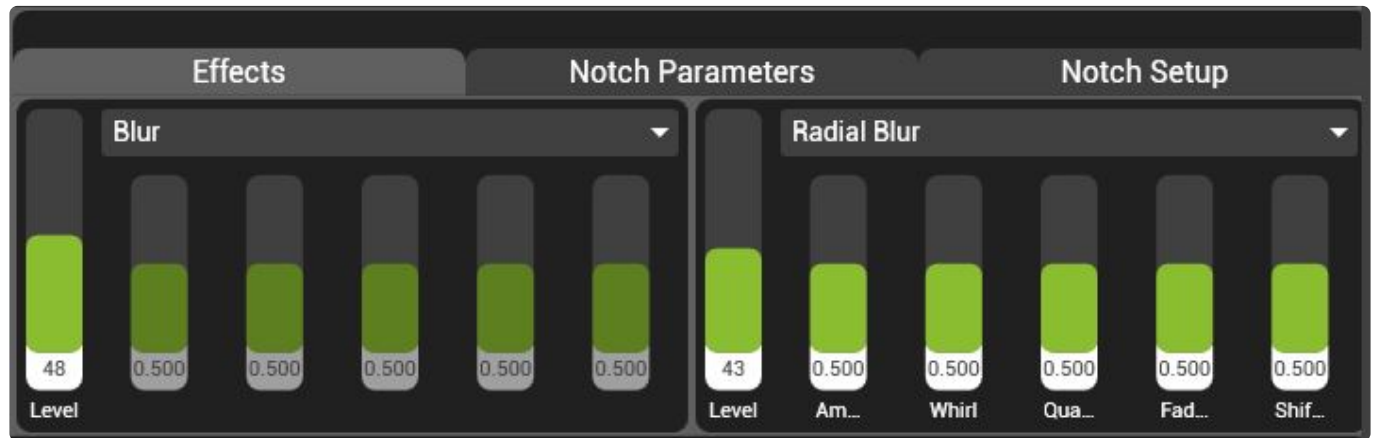 Effects Notch Parameters Notch Setup
Blur Radial Blur
48 0.500 0.500 0.500 0.500 0.500 43 0.500 0.500 0.500 0.500 0.500
Level Level Am... Whirl Qua... Fad... Shif...